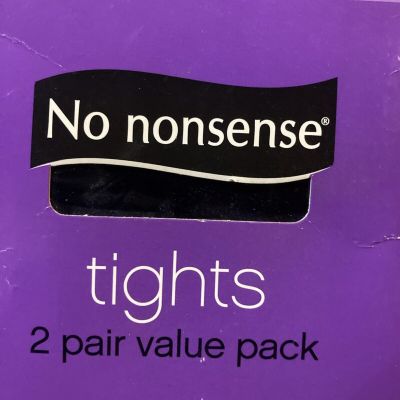 No nonsense®
tights
2 pair value pack